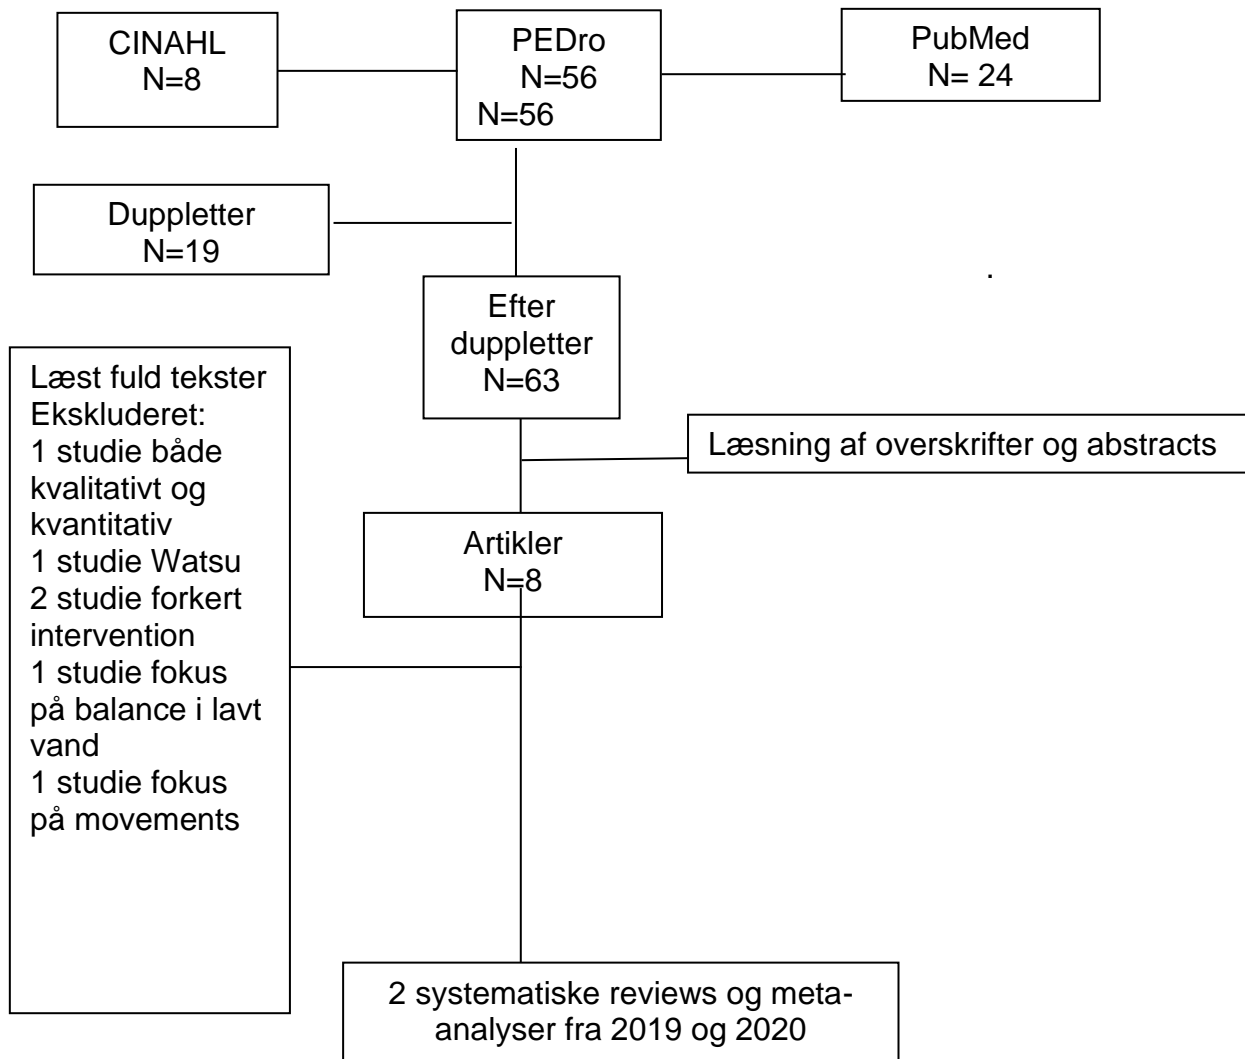 CINAHL
N=8
PEDro
N=56
N=56
PubMed
N= 24
Duppletter
N=19
.
Efter
duppletter
N=63
Læst fuld tekster
Ekskluderet:
1 studie både
kvalitativt og
kvantitativ
1 studie Watsu
2 studie forkert
intervention
1 studie fokus
på balance i lavt
vand
1 studie fokus
på movements
Læsning af overskrifter og abstracts
Artikler
N=8
2 systematiske reviews og meta-
analyser fra 2019 og 2020